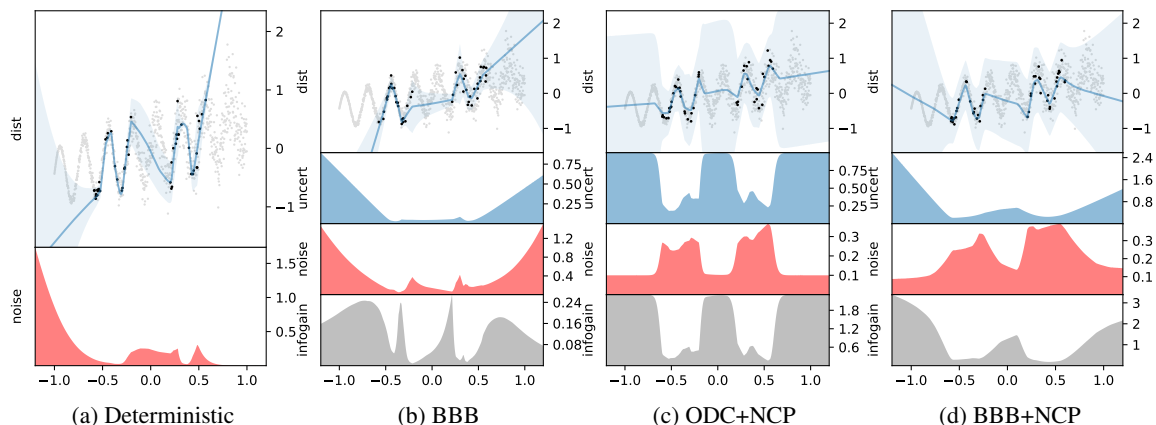 dist
2
1
0
−1
noise
1.5
1.0
0.5
−1.0 −0.5 0.0 0.5 1.0
(a) Deterministic
dist
2
1
0
−1
uncert
0.75
0.50
0.25
noise
1.2
0.4
infogain
0.24
0.16
0.08
−1.0 −0.5 0.0 0.5 1.0
(b) BBB
dist
2
1
0
−1
uncert
0.75
0.50
0.25
noise
0.3
0.2
0.1
infogain
1.8
1.2
0.6
−1.0 −0.5 0.0 0.5 1.0
(c) ODC+NCP
dist
2
1
0
−1
uncert
2.4
1.6
0.8
noise
0.3
0.2
0.1
infogain
3
2
1
−1.0 −0.5 0.0 0.5 1.0
(d) BBB+NCP